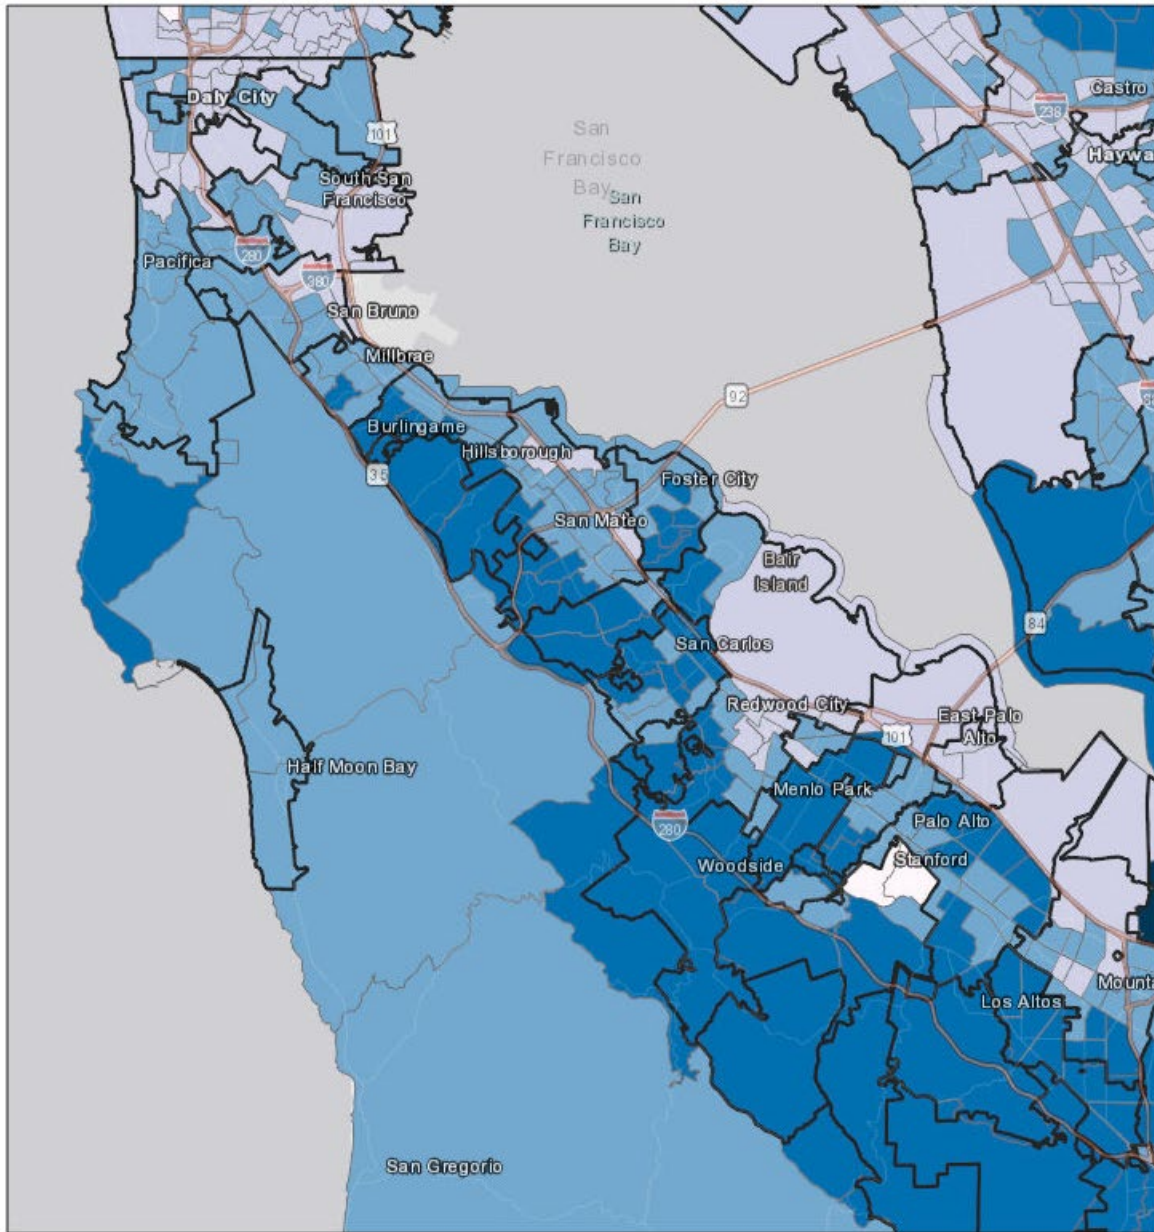 Castro
238
Daly City
101
San
Francisco
Bay
Haywa
South San
Francisco
San
Francisco
Bay
280
Pacifica
380
San Bruno
Millbrae
92
Burlingame
Hillsborough
35
Foster City
San Mateo
Bair
Island
84
San Carlos
Redwood City
East Palo
Alto
101
Half Moon Bay
Menlo Park
Palo Alto
280
Woodside
Stanford
Mounta
Los Altos
San Gregorio